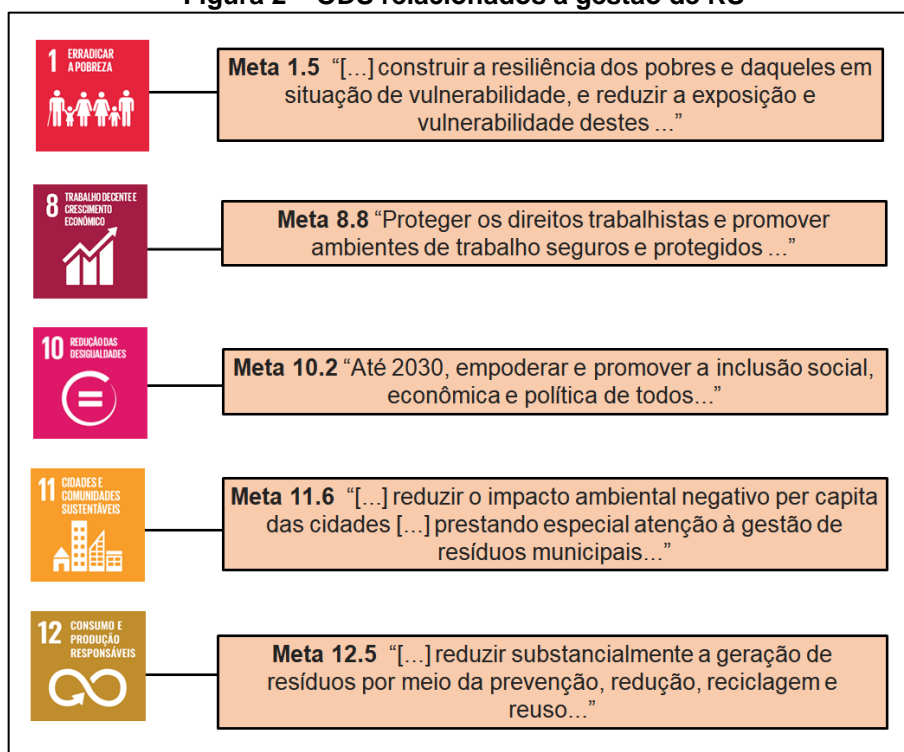 Figura 2 – ODS relacionados à gestão de RS
1 ERRADICAR
A POBREZA
Meta 1.5 “[...] construir a resiliência dos pobres e daqueles em
situação de vulnerabilidade, e reduzir a exposição e
vulnerabilidade destes ...”
8 TRABALHO DECENTE E
CRESCIMENTO
ECONÔMICO
Meta 8.8 “Proteger os direitos trabalhistas e promover
ambientes de trabalho seguros e protegidos ...”
10 REDUÇÃO DAS
DESIGUALDADES
Meta 10.2 “Até 2030, empoderar e promover a inclusão social,
econômica e política de todos...”
11 CIDADES E
COMUNIDADES
SUSTENTÁVEIS
Meta 11.6 “[...] reduzir o impacto ambiental negativo per capita
das cidades [...] prestando especial atenção à gestão de
resíduos municipais...”
12 CONSUMO E
PRODUÇÃO
RESPONSÁVEIS
Meta 12.5 “[...] reduzir substancialmente a geração de
resíduos por meio da prevenção, redução, reciclagem e
reuso...”